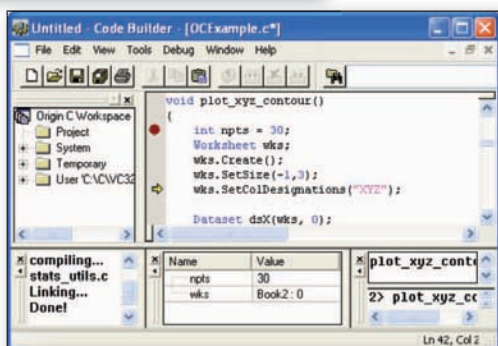 Untitled - Code Builder - [OCExample.c*]
File Edit View Tools Debug Window Help
Origin C Workspace
Project
System
Temporary
User 'C:\C\VC32
void plot_xyz_contour()
{
int npts = 30;
Worksheet wks;
wks.Create();
wks.SetSize(-1,3);
wks.SetColDesignations("XYZ");
Dataset dsX(wks, 0);
compiling...
stats_utils.c
Linking...
Done!
Name Value
npts 30
wks Book2 : 0
plot_xyz_conto
2> plot_xyz_cc
Ln 42, Col 2